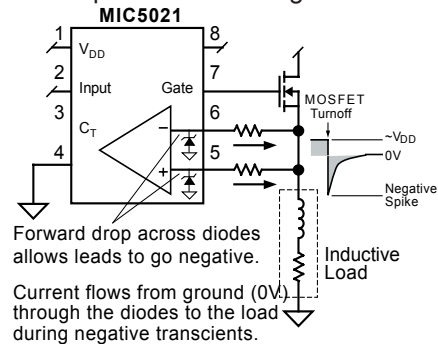 MIC5021
1
8
V_DD
2
7
Input
Gate
MOSFET
Turnoff
3
6
C_T
~V_DD
−
0V
4
5
+
Negative
Spike
Forward drop across diodes
allows leads to go negative.
Inductive
Load
Current flows from ground (0V)
through the diodes to the load
during negative transcients.